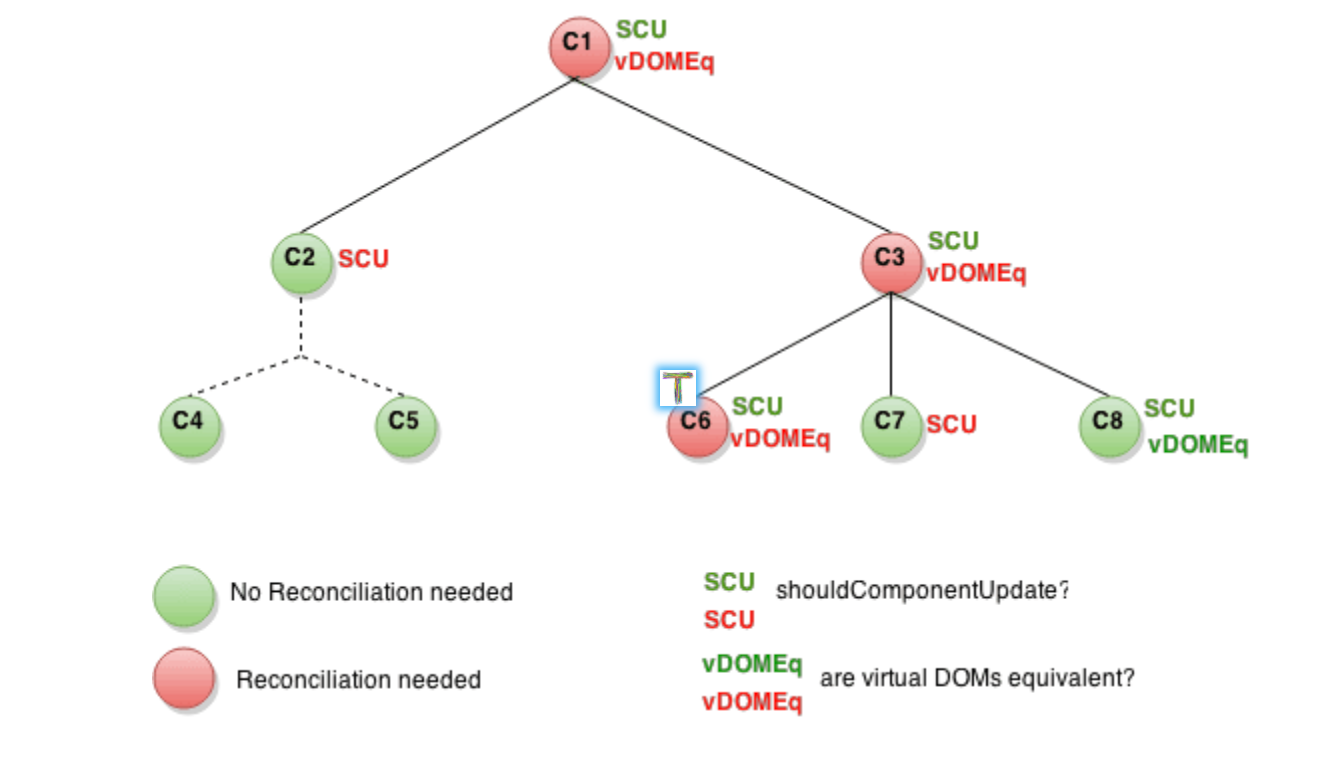 C1 SCU
vDOMEq
C2 SCU
C3 SCU
vDOMEq
T
C4
C5
C6 SCU
vDOMEq
C7 SCU
C8 SCU
vDOMEq
No Reconciliation needed
Reconciliation needed
SCU shouldComponentUpdate?
SCU
vDOMEq are virtual DOMs equivalent?
vDOMEq